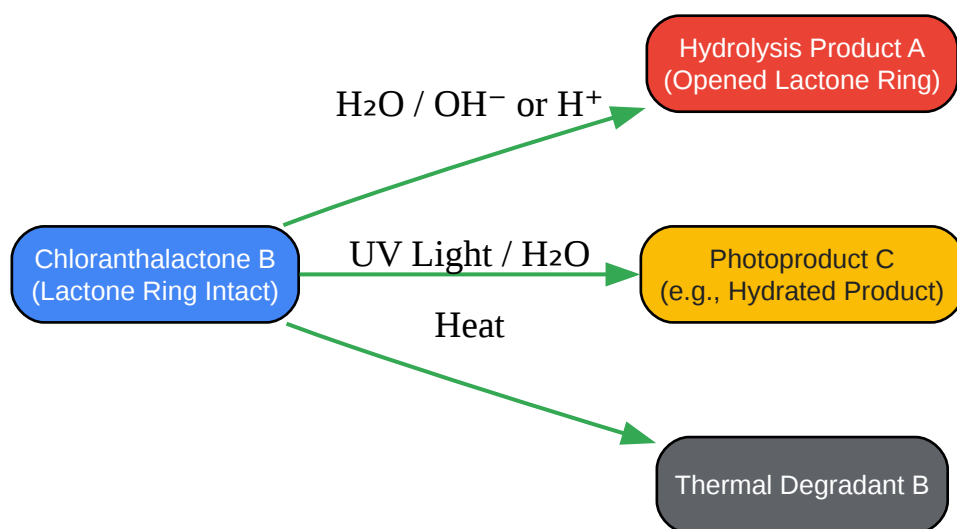 Hydrolysis Product A
(Opened Lactone Ring)
H₂O / OH⁻ or H⁺
Chloranthalactone B
(Lactone Ring Intact)
UV Light / H₂O
Photoproduct C
(e.g., Hydrated Product)
Heat
Thermal Degradant B